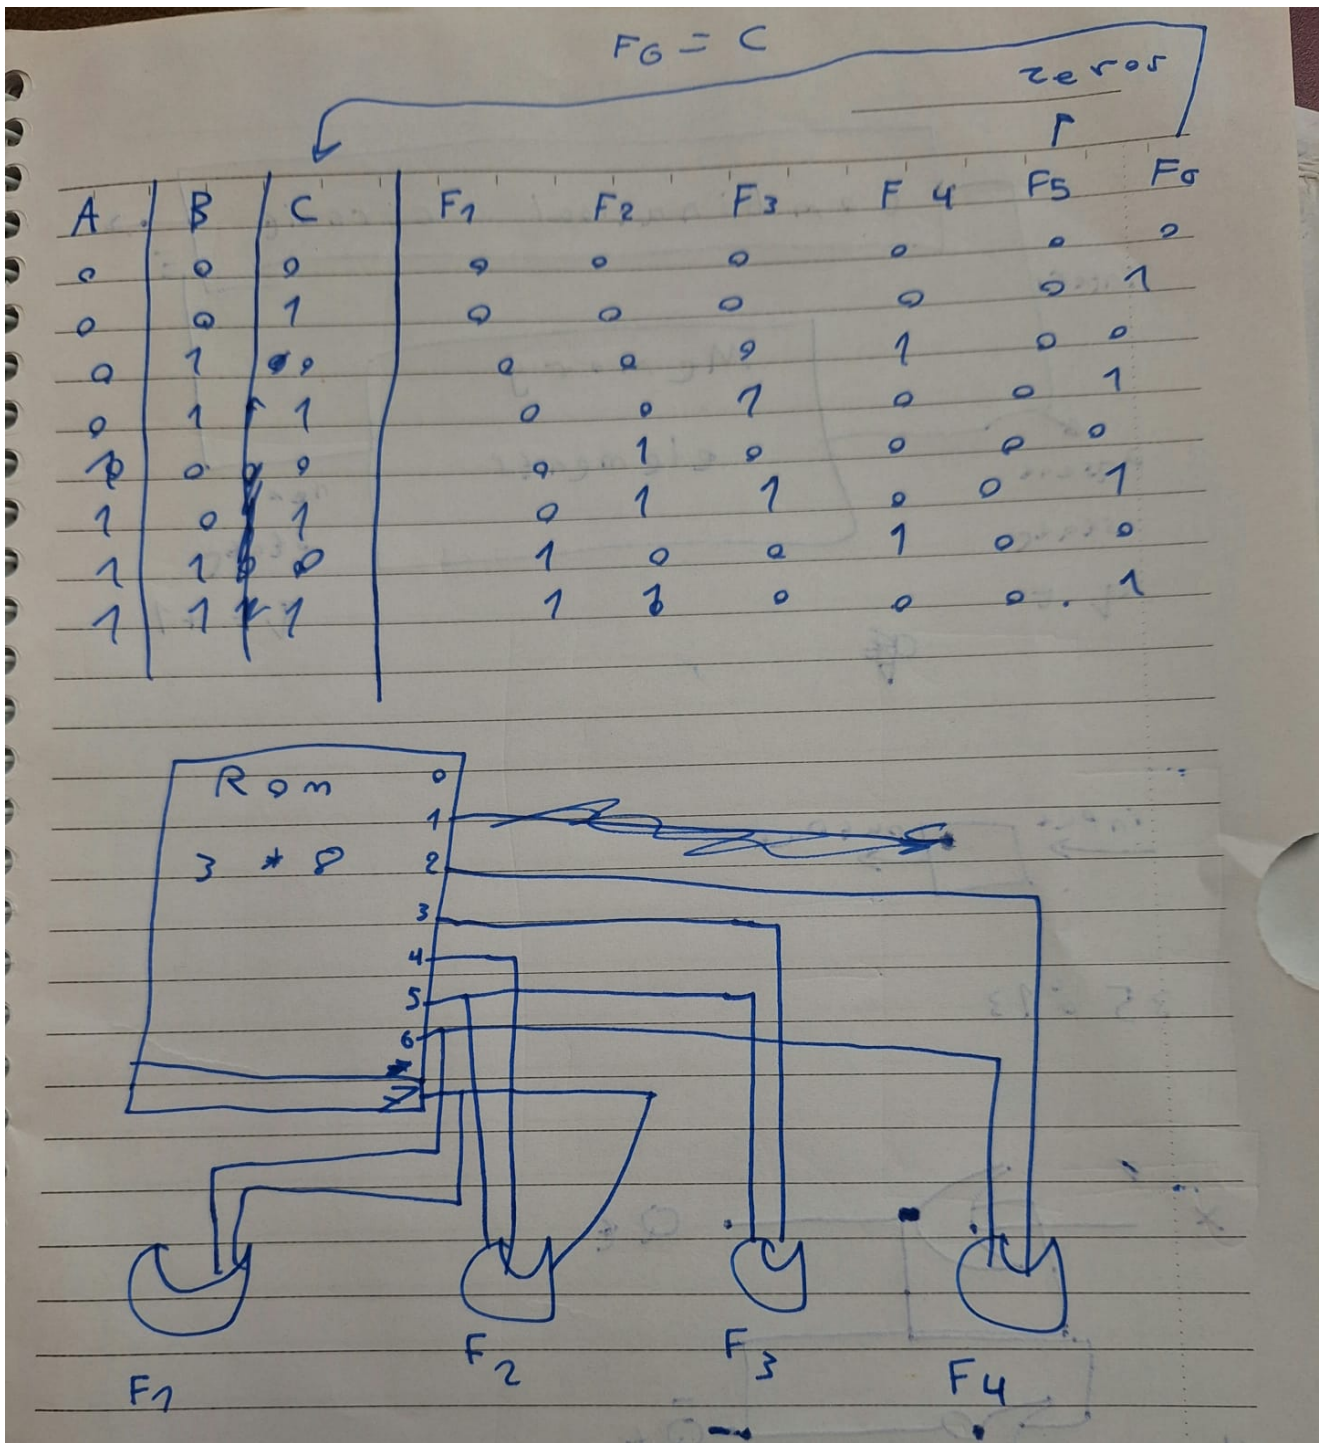 F6 = C
zeros
A B C F1 F2 F3 F4 F5 F6
0 0 0 0 0 0 0 0 0
0 0 1 0 0 0 0 0 1
0 1 0 0 0 0 1 0 0
0 1 1 0 0 1 0 0 1
1 0 0 0 1 0 0 0 0
1 0 1 0 1 1 0 0 1
1 1 0 1 0 0 1 0 0
1 1 1 1 1 0 0 0 1
Rom 0
1
3 * 8 2
3
4
5
6
7
F1 F2 F3 F4